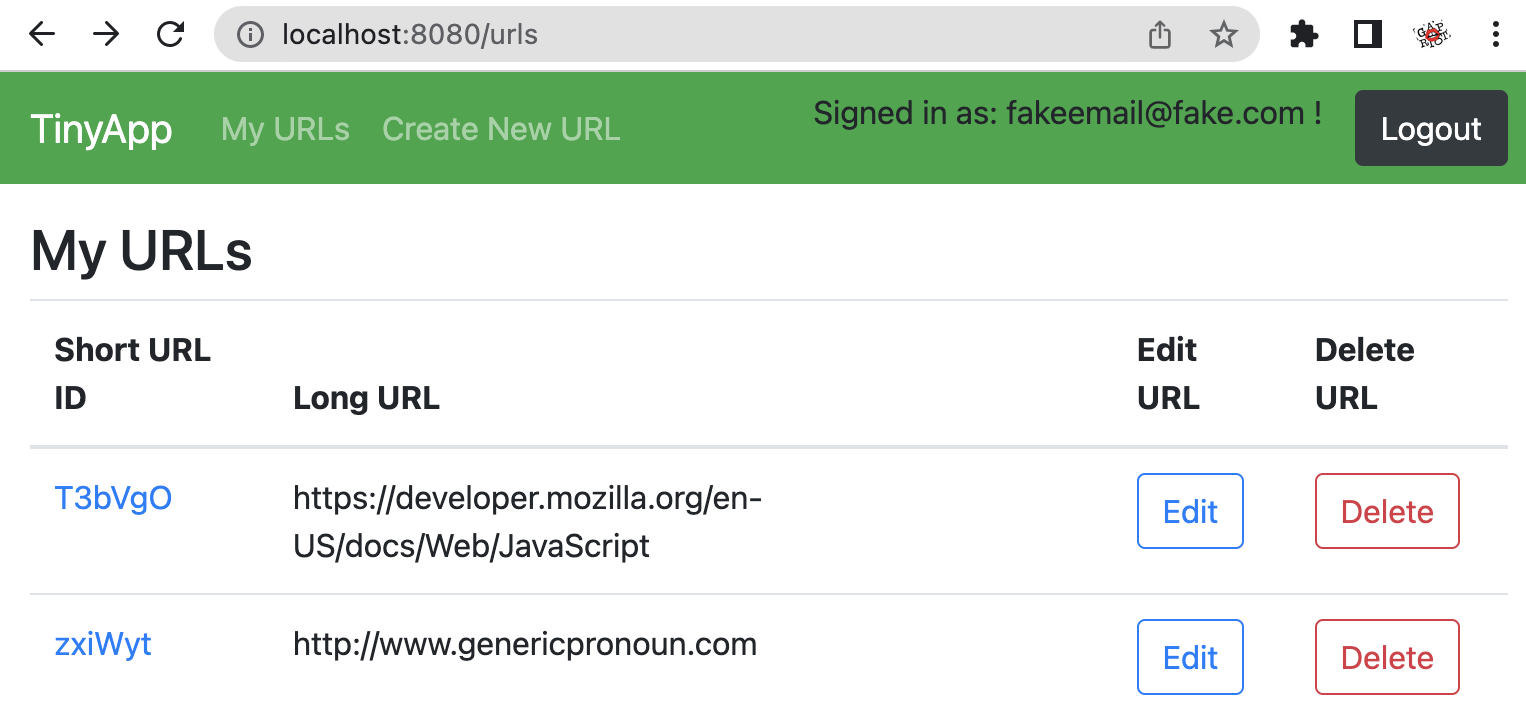 localhost:8080/urls
TinyApp My URLs Create New URL Signed in as: fakeemail@fake.com ! Logout
My URLs
Short URL ID Long URL Edit URL Delete URL
T3bVgO https://developer.mozilla.org/en-US/docs/Web/JavaScript Edit Delete
zxiWyt http://www.genericpronoun.com Edit Delete